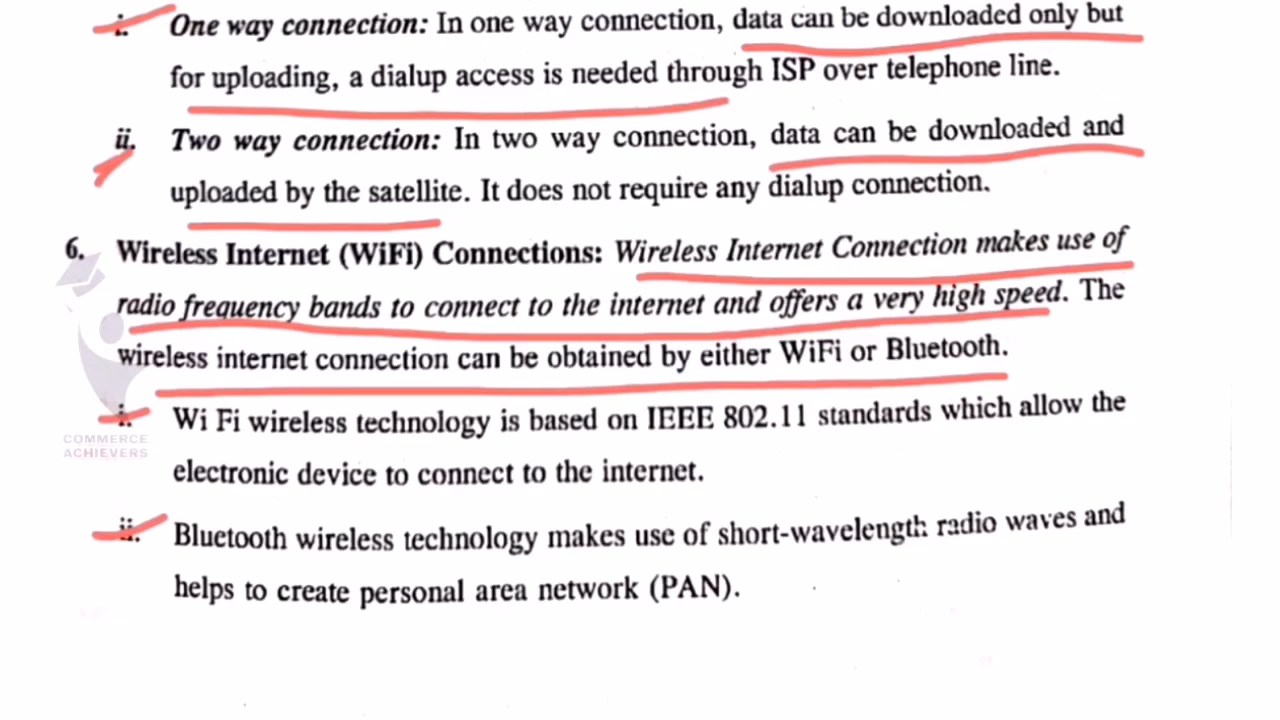 i. One way connection: In one way connection, data can be downloaded only but
for uploading, a dialup access is needed through ISP over telephone line.
ii. Two way connection: In two way connection, data can be downloaded and
uploaded by the satellite. It does not require any dialup connection.
6. Wireless Internet (WiFi) Connections: Wireless Internet Connection makes use of
radio frequency bands to connect to the internet and offers a very high speed. The
wireless internet connection can be obtained by either WiFi or Bluetooth.
i. Wi Fi wireless technology is based on IEEE 802.11 standards which allow the
COMMERCE
ACHIEVERS
electronic device to connect to the internet.
ii. Bluetooth wireless technology makes use of short-wavelength radio waves and
helps to create personal area network (PAN).